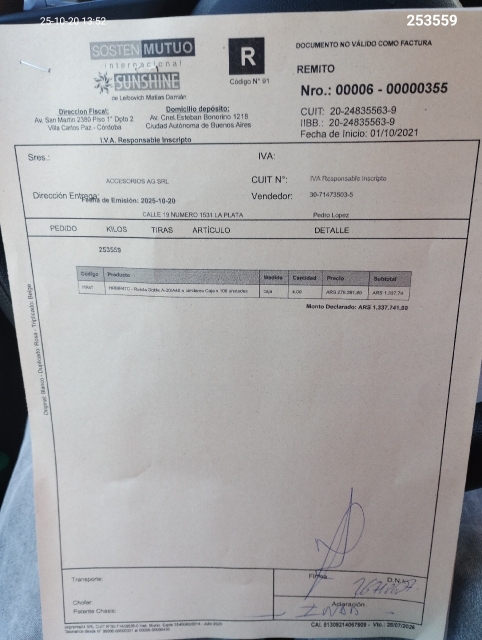 25-10-20 13:52
253559
SOSTEN MUTUO
internacional
SUNSHINE
de Leibovich Matias Damián
R
Código N° 91
DOCUMENTO NO VÁLIDO COMO FACTURA
REMITO
Nro.: 00006 - 00000355
CUIT: 20-24835563-9
IIBB.: 20-24835563-9
Fecha de Inicio: 01/10/2021
Direccion Fiscal:
Av. San Martin 2380 Piso 1° Dpto 2
Villa Carlos Paz - Córdoba
Domicilio depósito:
Av. Cnel. Esteban Bonorino 1218
Ciudad Autónoma de Buenos Aires
I.V.A. Responsable Inscripto
Sres.:
IVA:
ACCESORIOS AG SRL
CUIT N°:
IVA Responsable Inscripto
Dirección Entrega:
Fecha de Emisión: 2025-10-20
Vendedor:
30-71473503-5
CALLE 19 NUMERO 1531 LA PLATA
Pedro Lopez
PEDIDO KILOS TIRAS ARTÍCULO DETALLE
253559
Código Producto Medida Cantidad Precio Subtotal
Monto Declarado: ARS 1.337.741,80
Original: Blanco - Duplicado: Rosa - Triplicado: Beige
Transporte:
Chofer:
Patente Chasis:
Firma
D.N.I.
Aclaración
IVAN